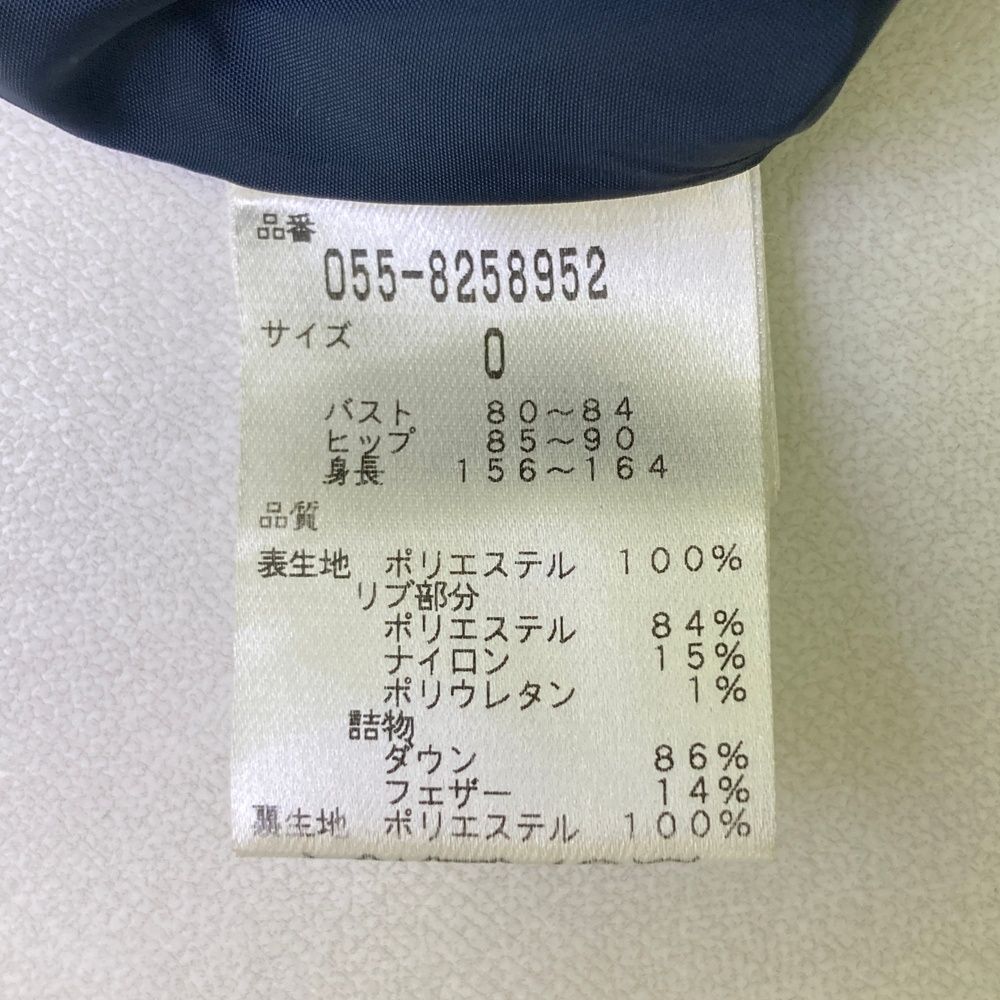 品番
055-8258952
サイズ
0
バスト 80～84
ヒップ 85～90
身長 156～164
品質
表生地 ポリエステル 100%
リブ部分
ポリエステル 84%
ナイロン 15%
ポリウレタン 1%
詰物
ダウン 86%
フェザー 14%
裏生地 ポリエステル 100%